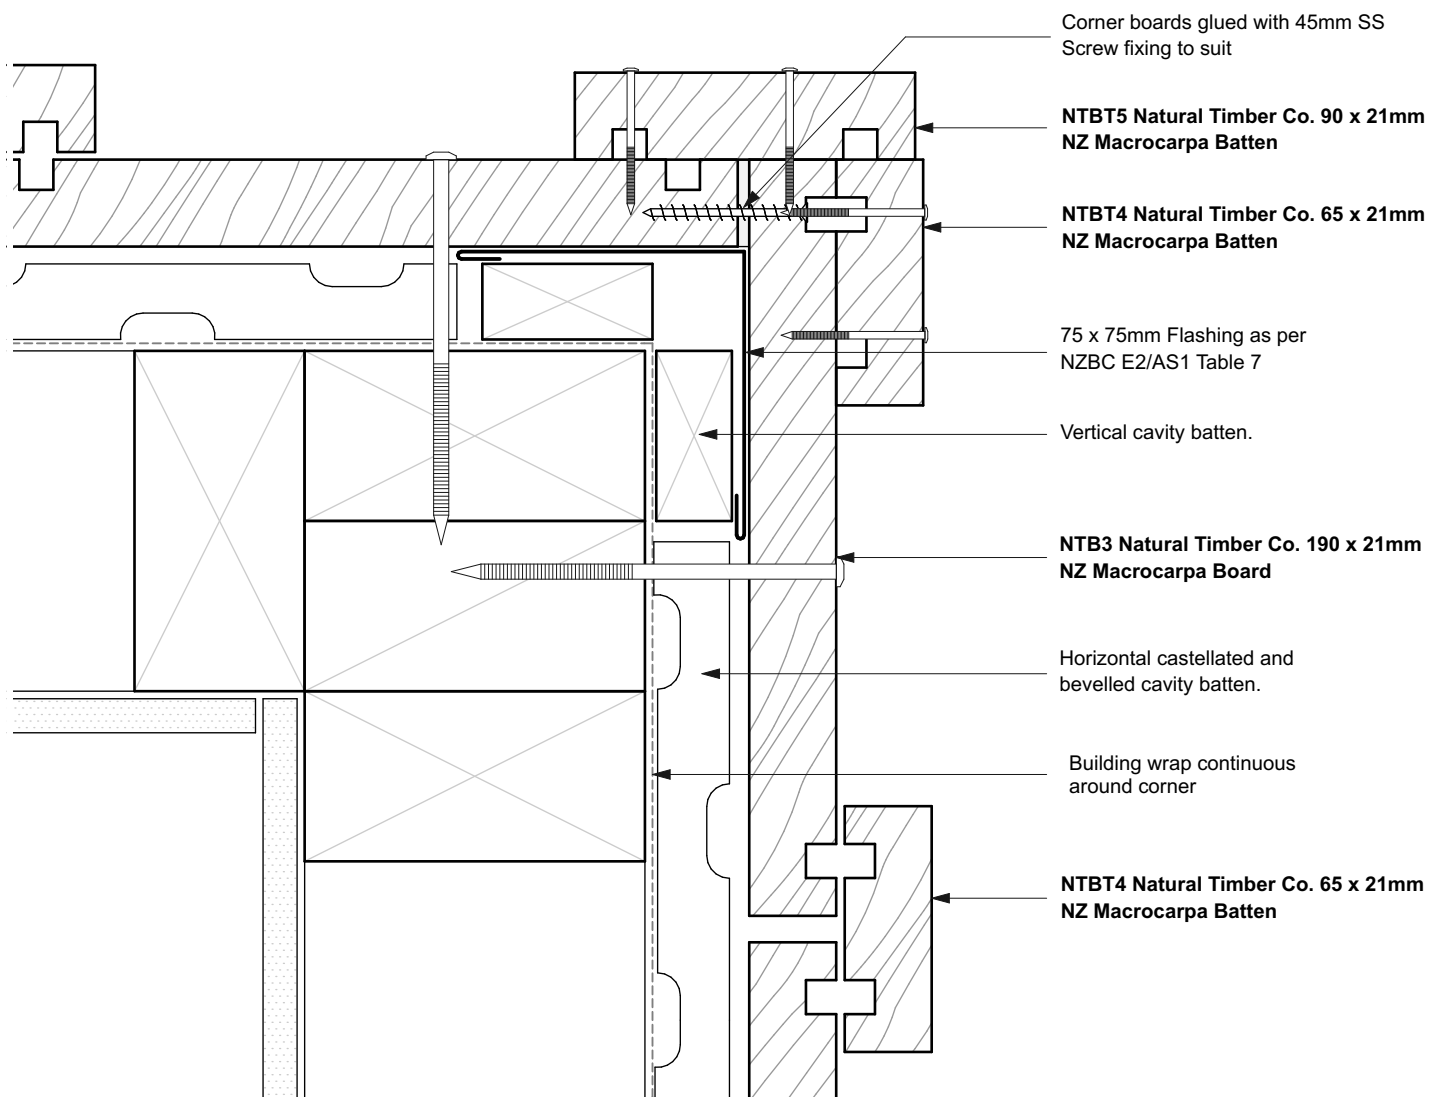 Corner boards glued with 45mm SS
Screw fixing to suit
NTBT5 Natural Timber Co. 90 x 21mm
NZ Macrocarpa Batten
NTBT4 Natural Timber Co. 65 x 21mm
NZ Macrocarpa Batten
75 x 75mm Flashing as per
NZBC E2/AS1 Table 7
Vertical cavity batten.
NTB3 Natural Timber Co. 190 x 21mm
NZ Macrocarpa Board
Horizontal castellated and
bevelled cavity batten.
Building wrap continuous
around corner
NTBT4 Natural Timber Co. 65 x 21mm
NZ Macrocarpa Batten